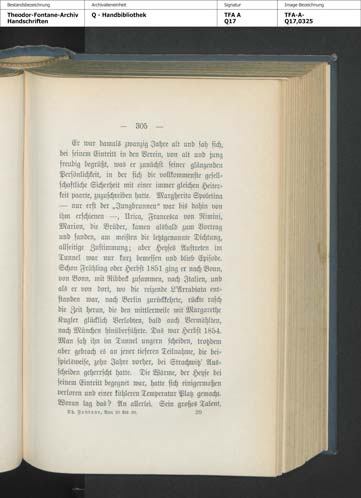 Bestandsbezeichnung
Theodor-Fontane-Archiv
Handschriften
Archivalieneinheit
Q - Handbibliothek
Signatur
TFA A
Q17
Image Bezeichnung
TFA-A-
Q17,0325
— 305 —
Er war damals zwanzig Jahre alt und sah sich,
bei seinem Eintritt in den Verein, von alt und jung
freudig begrüßt, was er zunächst seiner glänzenden
Persönlichkeit, in der sich die vollkommenste gesell-
schaftliche Sicherheit mit einer immer gleichen Heiter-
keit paarte, zuzuschreiben hatte. Margherita Spoletina
— nur erst der „Jungbrunnen“ war bis dahin von
ihm erschienen —, Urica, Francesca von Rimini,
Marion, die Brüder, kamen alsbald zum Vortrag
und fanden, am meisten die letztgenannte Dichtung,
allseitige Zustimmung; aber Heyses Auftreten im
Tunnel war nur kurz bemessen und blieb Episode.
Schon Frühling oder Herbst 1851 ging er nach Bonn,
von Bonn, mit Ribbeck zusammen, nach Italien, und
als er von dort, wo die reizende L'Arrabiata ent-
standen war, nach Berlin zurückkehrte, rückte rasch
die Zeit heran, die den mittlerweile mit Margarethe
Kugler glücklich Verlobten, bald auch Vermählten,
nach München hinüberführte. Das war Herbst 1854.
Man sah ihn im Tunnel ungern scheiden, trotzdem
aber gebrach es an jener tieferen Teilnahme, die bei-
spielsweise, zehn Jahre vorher, bei Strachwitz' Aus-
scheiden geherrscht hatte. Die Wärme, der Heyse bei
seinem Eintritt begegnet war, hatte sich einigermaßen
verloren und einer kühleren Temperatur Platz gemacht.
Woran lag das? An allerlei. Sein großes Talent,
Th. Fontane, Von 20 bis 30. 20